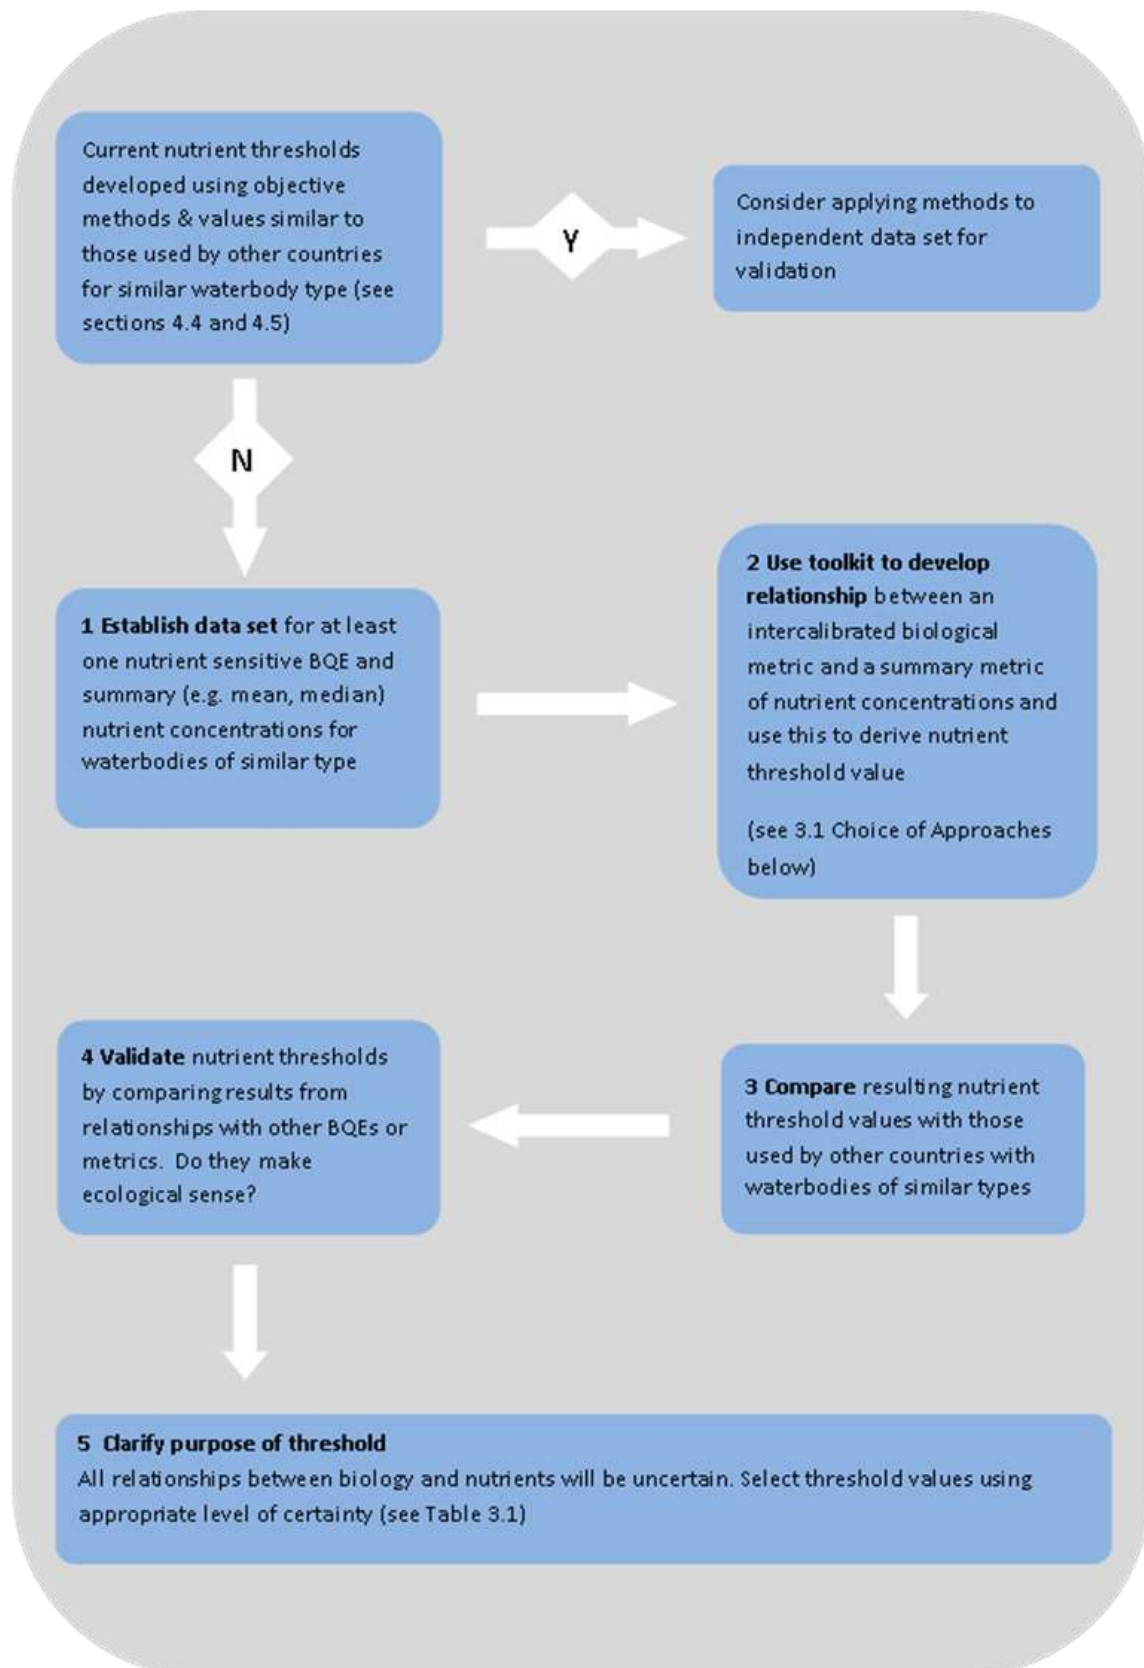 Current nutrient thresholds
developed using objective
methods & values similar to
those used by other countries
for similar waterbody type (see
sections 4.4 and 4.5)
Y
Consider applying methods to
independent data set for
validation
N
1 Establish data set for at least
one nutrient sensitive BQE and
summary (e.g. mean, median)
nutrient concentrations for
waterbodies of similar type
2 Use toolkit to develop
relationship between an
intercalibrated biological
metric and a summary metric
of nutrient concentrations and
use this to derive nutrient
threshold value
(see 3.1 Choice of Approaches
below)
3 Compare resulting nutrient
threshold values with those
used by other countries with
waterbodies of similar types
4 Validate nutrient thresholds
by comparing results from
relationships with other BQEs or
metrics. Do they make
ecological sense?
5 Clarify purpose of threshold
All relationships between biology and nutrients will be uncertain. Select threshold values using
appropriate level of certainty (see Table 3.1)